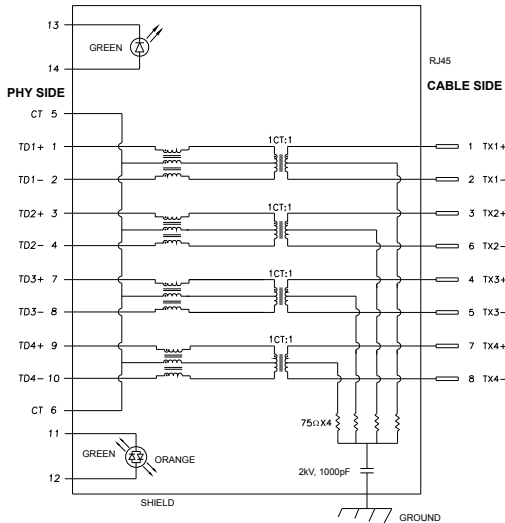 13
GREEN
14
RJ45
PHY SIDE
CABLE SIDE
CT 5
1CT:1
TD1+ 1
1 TX1+
TD1- 2
2 TX1-
1CT:1
TD2+ 3
3 TX2+
TD2- 4
6 TX2-
1CT:1
TD3+ 7
4 TX3+
TD3- 8
5 TX3-
1CT:1
TD4+ 9
7 TX4+
TD4- 10
8 TX4-
CT 6
75ΩX4
11
GREEN
ORANGE
12
2kV, 1000pF
SHIELD
GROUND